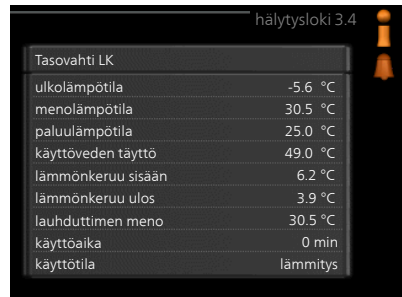 hälytysloki 3.4
Tasovahti LK
ulkolämpötila -5.6 °C
menolämpötila 30.5 °C
paluulämpötila 25.0 °C
käyttöveden täyttö 49.0 °C
lämmönkeruu sisään 6.2 °C
lämmönkeruu ulos 3.9 °C
lauhduttimen meno 30.5 °C
käyttöaika 0 min
käyttötila lämmitys